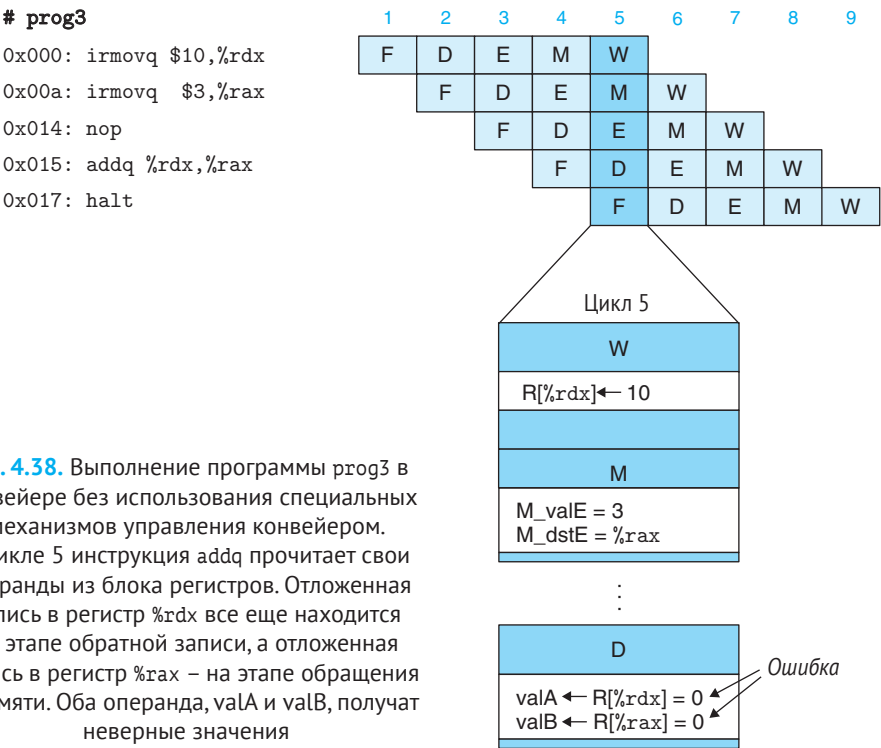 # prog3
1 2 3 4 5 6 7 8 9
0x000: irmovq $10,%rdx F D E M W
0x00a: irmovq $3,%rax F D E M W
0x014: nop F D E M W
0x015: addq %rdx,%rax F D E M W
0x017: halt F D E M W
Цикл 5
W
R[%rdx]← 10
M
M_valE = 3
M_dstE = %rax
D
Ошибка
valA ← R[%rdx] = 0
valB ← R[%rax] = 0
. 4.38. Выполнение программы prog3 в
вейере без использования специальных
механизмов управления конвейером.
икле 5 инструкция addq прочитает свои
ранды из блока регистров. Отложенная
пись в регистр %rdx все еще находится
этапе обратной записи, а отложенная
сь в регистр %rax – на этапе обращения
мяти. Оба операнда, valA и valB, получат
неверные значения